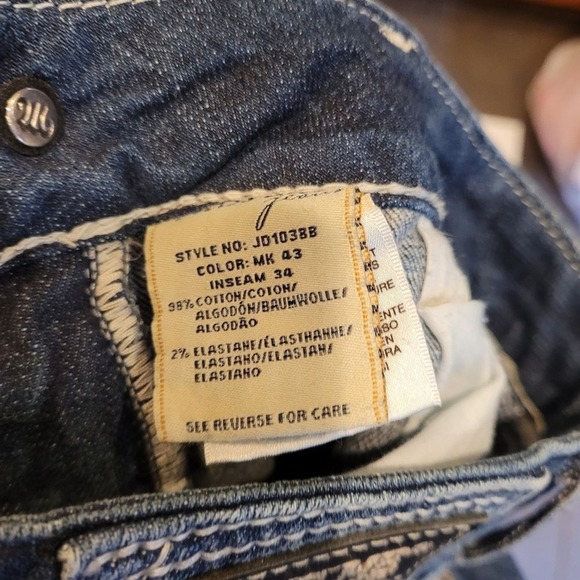 STYLE NO: JD1038B
COLOR: MK 43
INSEAM 34
98% COTTON/COTON/
ALGODÓN/BAUMWOLLE/
ALGODÃO
2% ELASTANE/ÉLASTHANNE/
ELASTANO/ELASTAN/
ELASTANO
SEE REVERSE FOR CARE